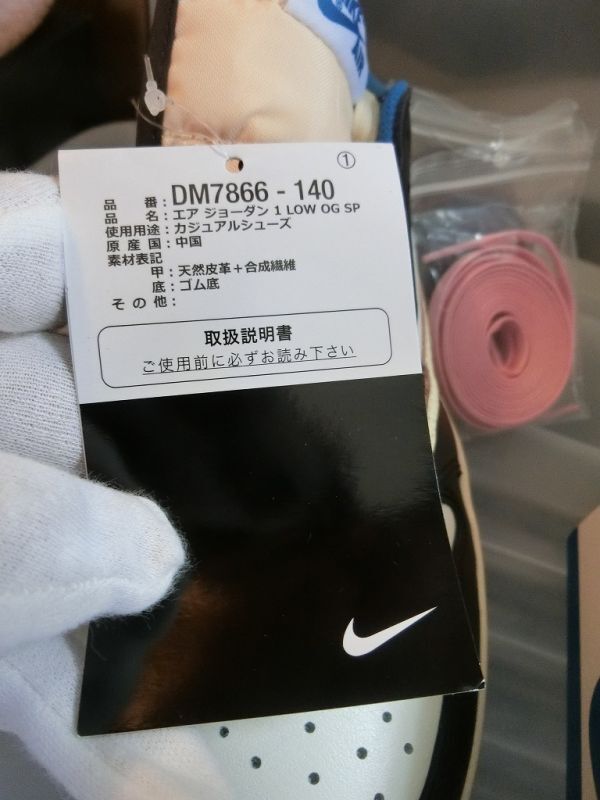 ①
品番：DM7866 - 140
品名：エア ジョーダン 1 LOW OG SP
使用用途：カジュアルシューズ
原産国：中国
素材表記
甲：天然皮革＋合成繊維
底：ゴム底
その他：
取扱説明書
ご使用前に必ずお読み下さい